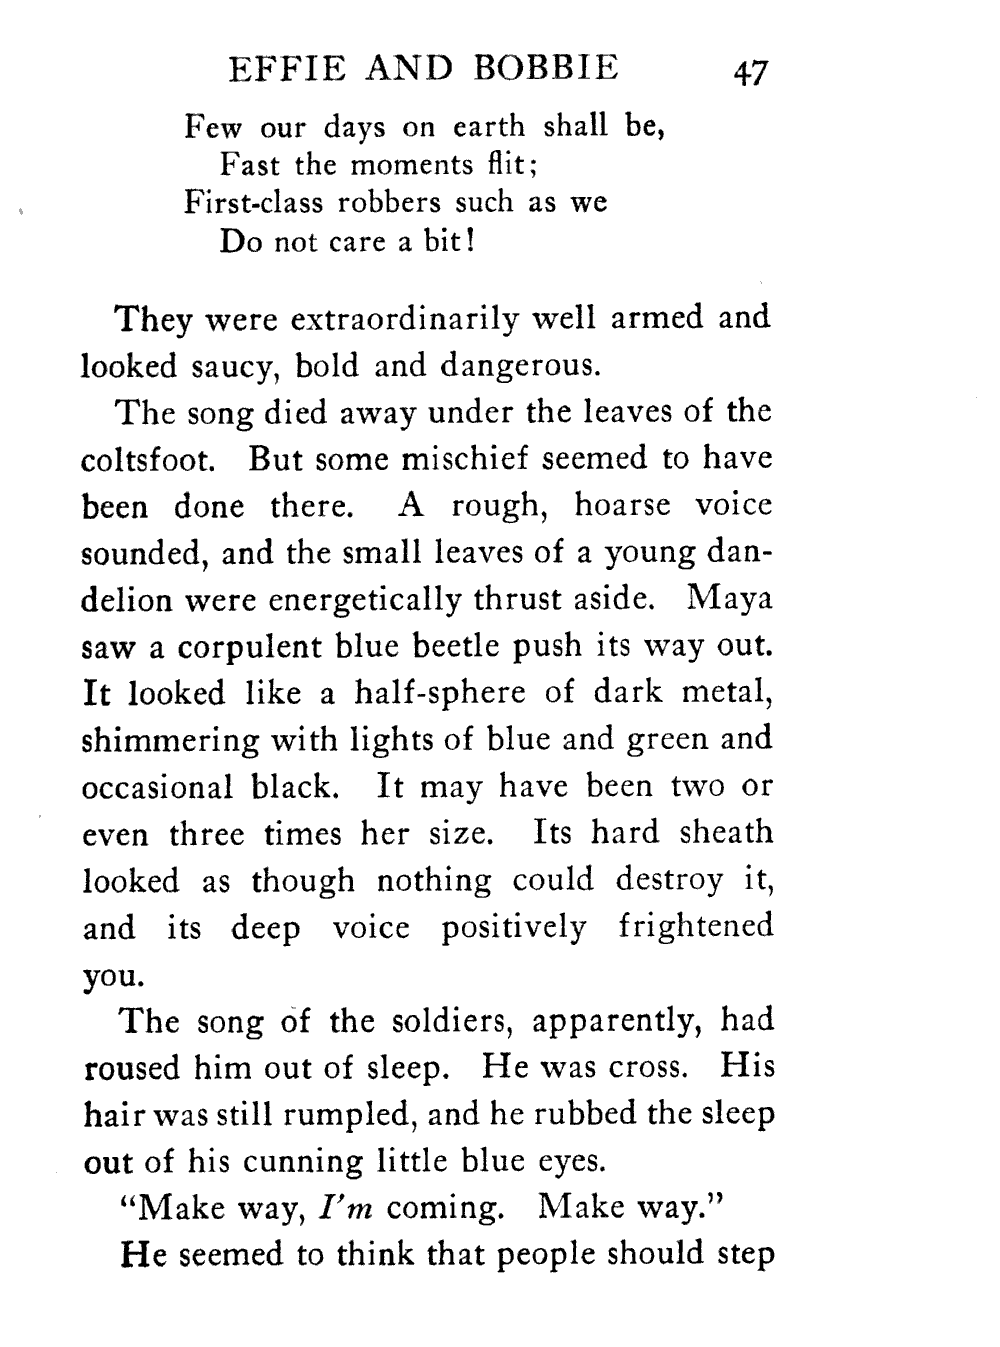 EFFIE AND BOBBIE 47
Few our days on earth shall be,
Fast the moments flit;
First-class robbers such as we
Do not care a bit!
They were extraordinarily well armed and
looked saucy, bold and dangerous.
The song died away under the leaves of the
coltsfoot. But some mischief seemed to have
been done there. A rough, hoarse voice
sounded, and the small leaves of a young dan-
delion were energetically thrust aside. Maya
saw a corpulent blue beetle push its way out.
It looked like a half-sphere of dark metal,
shimmering with lights of blue and green and
occasional black. It may have been two or
even three times her size. Its hard sheath
looked as though nothing could destroy it,
and its deep voice positively frightened
you.
The song of the soldiers, apparently, had
roused him out of sleep. He was cross. His
hair was still rumpled, and he rubbed the sleep
out of his cunning little blue eyes.
“Make way, I’m coming. Make way.”
He seemed to think that people should step